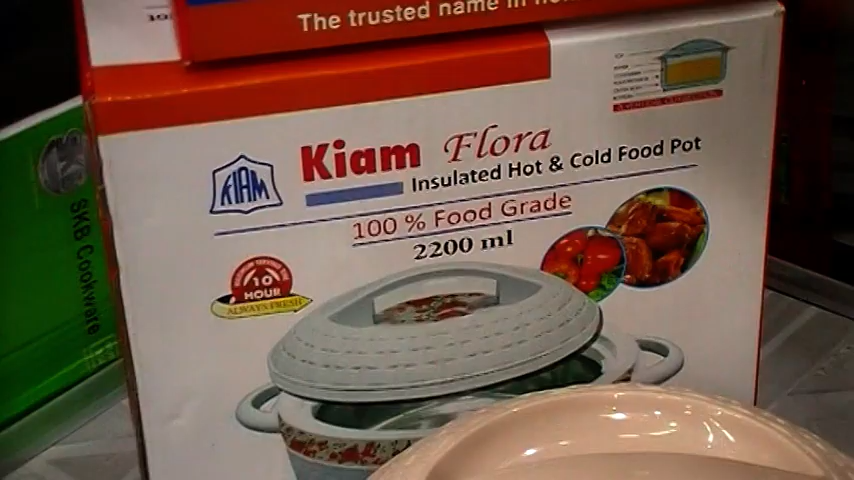 The trusted name in
KIAM
Kiam Flora
Insulated Hot & Cold Food Pot
100 % Food Grade
2200 ml
10
HOUR
ALWAYS FRESH
SKB Cookware